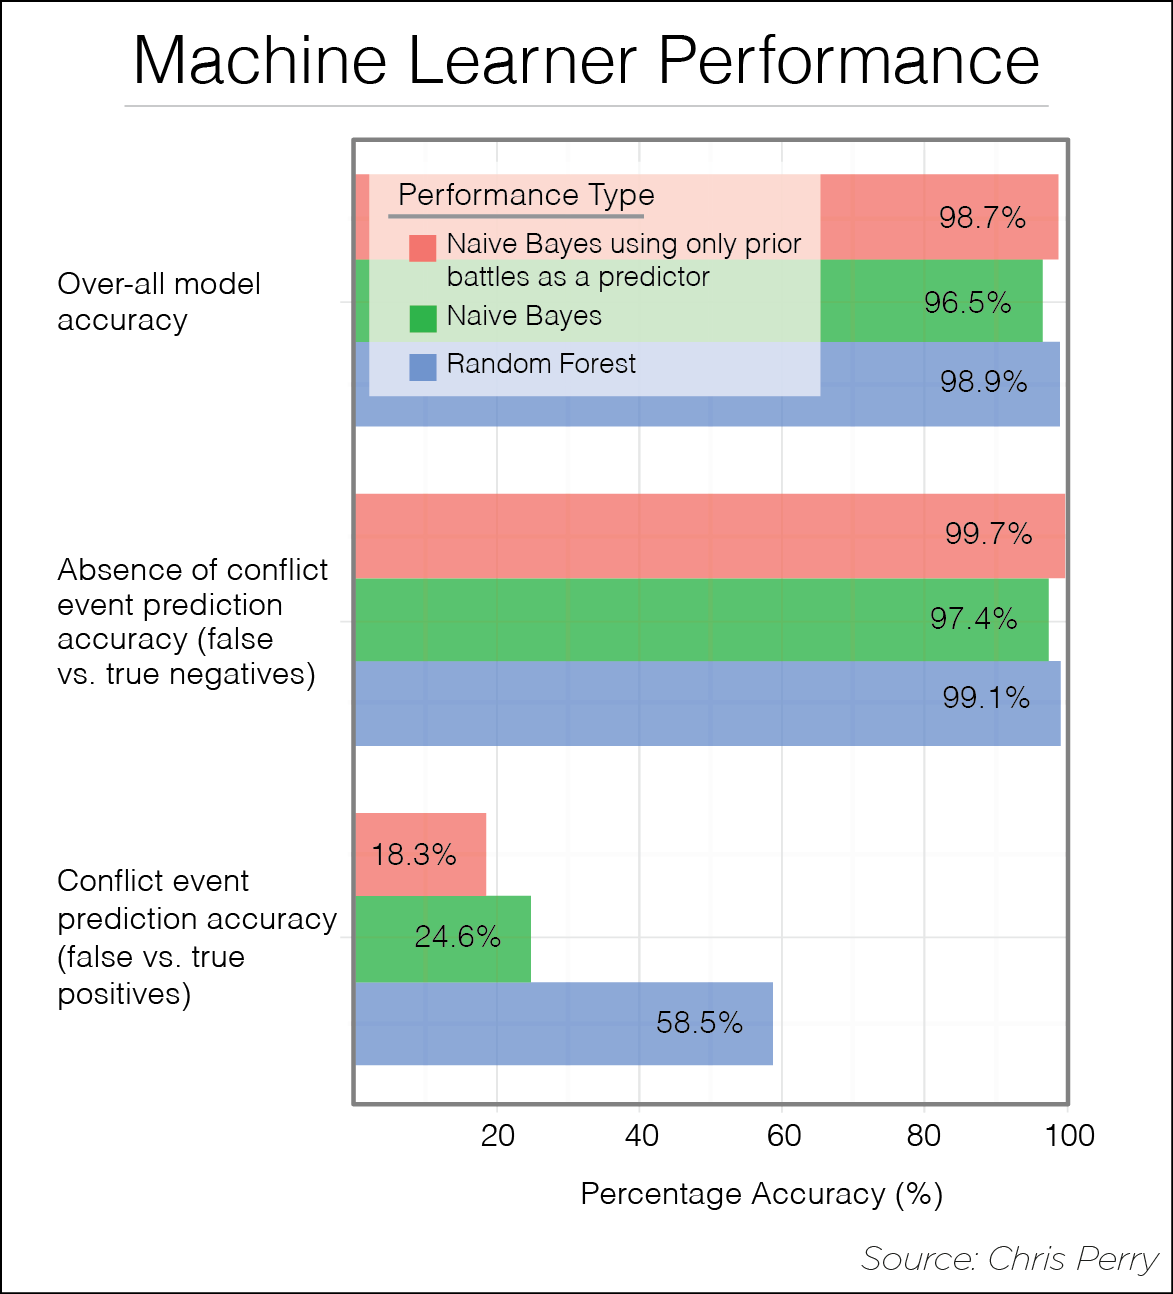 Machine Learner Performance
Performance Type
Naive Bayes using only prior
battles as a predictor
Naive Bayes
Random Forest
Over-all model
accuracy
98.7%
96.5%
98.9%
Absence of conflict
event prediction
accuracy (false
vs. true negatives)
99.7%
97.4%
99.1%
Conflict event
prediction accuracy
(false vs. true
positives)
18.3%
24.6%
58.5%
20 40 60 80 100
Percentage Accuracy (%)
Source: Chris Perry